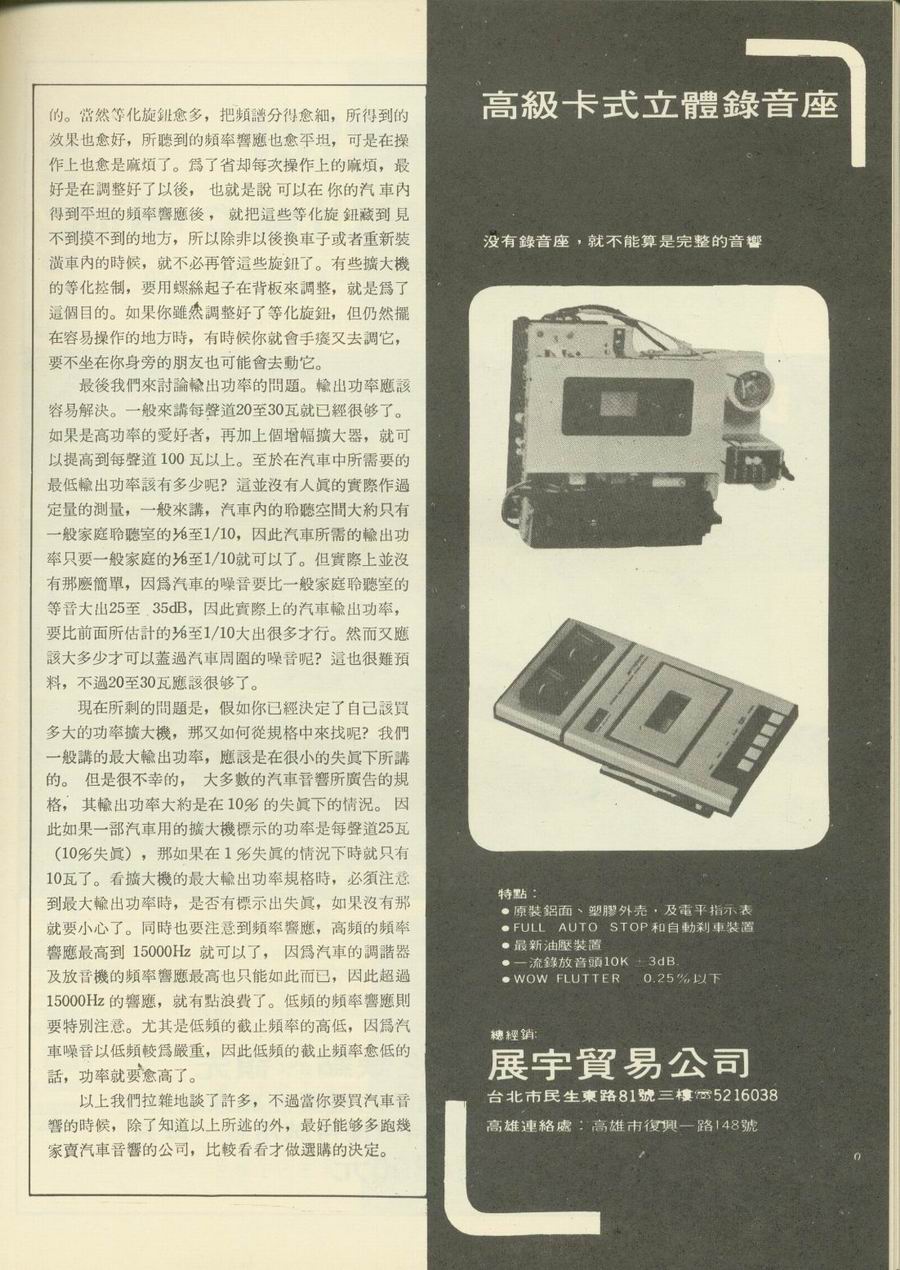 的。當然等化旋鈕愈多，把頻譜分得愈細，所得到的
效果也愈好，所聽到的頻率響應也愈平坦，可是在操
作上也愈是麻煩了。爲了省却每次操作上的麻煩，最
好是在調整好了以後，也就是說可以在你的汽車內
得到平坦的頻率響應後，就把這些等化旋鈕藏到見
不到摸不到的地方，所以除非以後換車子或者重新裝
潢車內的時候，就不必再管這些旋鈕了。有些擴大機
的等化控制，要用螺絲起子在背板來調整，就是爲了
這個目的。如果你雖然調整好了等化旋鈕，但仍然擺
在容易操作的地方時，有時候你就會手癢又去調它，
要不坐在你身旁的朋友也可能會去動它。
最後我們來討論輸出功率的問題。輸出功率應該
容易解決。一般來講每聲道20至30瓦就已經很够了。
如果是高功率的愛好者，再加上個增幅擴大器，就可
以提高到每聲道 100 瓦以上。至於在汽車中所需要的
最低輸出功率該有多少呢？這並沒有人眞的實際作過
定量的測量，一般來講，汽車內的聆聽空間大約只有
一般家庭聆聽室的⅙至1/10，因此汽車所需的輸出功
率只要一般家庭的⅙至1/10就可以了。但實際上並沒
有那麽簡單，因爲汽車的噪音要比一般家庭聆聽室的
等音大出25至 35dB，因此實際上的汽車輸出功率，
要比前面所估計的⅙至1/10大出很多才行。然而又應
該大多少才可以蓋過汽車周圍的噪音呢？這也很難預
料，不過20至30瓦應該很够了。
現在所剩的問題是，假如你已經決定了自己該買
多大的功率擴大機，那又如何從規格中來找呢？我們
一般講的最大輸出功率，應該是在很小的失眞下所講
的。但是很不幸的，大多數的汽車音響所廣告的規
格，其輸出功率大約是在 10% 的失眞下的情況。因
此如果一部汽車用的擴大機標示的功率是每聲道25瓦
（10%失眞），那如果在 1 %失眞的情況下時就只有
10瓦了。看擴大機的最大輸出功率規格時，必須注意
到最大輸出功率時，是否有標示出失眞，如果沒有那
就要小心了。同時也要注意到頻率響應，高頻的頻率
響應最高到 15000Hz 就可以了，因爲汽車的調諧器
及放音機的頻率響應最高也只能如此而已，因此超過
15000Hz 的響應，就有點浪費了。低頻的頻率響應則
要特別注意。尤其是低頻的截止頻率的高低，因爲汽
車噪音以低頻較爲嚴重，因此低頻的截止頻率愈低的
話，功率就要愈高了。
以上我們拉雜地談了許多，不過當你要買汽車音
響的時候，除了知道以上所述的外，最好能够多跑幾
家賣汽車音響的公司，比較看看才做選購的決定。
高級卡式立體錄音座
没有錄音座，就不能算是完整的音響
特點：
●原裝鋁面、塑膠外売，及電平指示表
●FULL AUTO STOP和自動刹車裝置
●最新油壓裝置
●一流錄放音頭10K ±3dB.
●WOW FLUTTER 0.25%以下
總經銷:
展宇貿易公司
台北市民生東路81號三樓☏5216038
高雄連絡處：高雄市復興一路148號